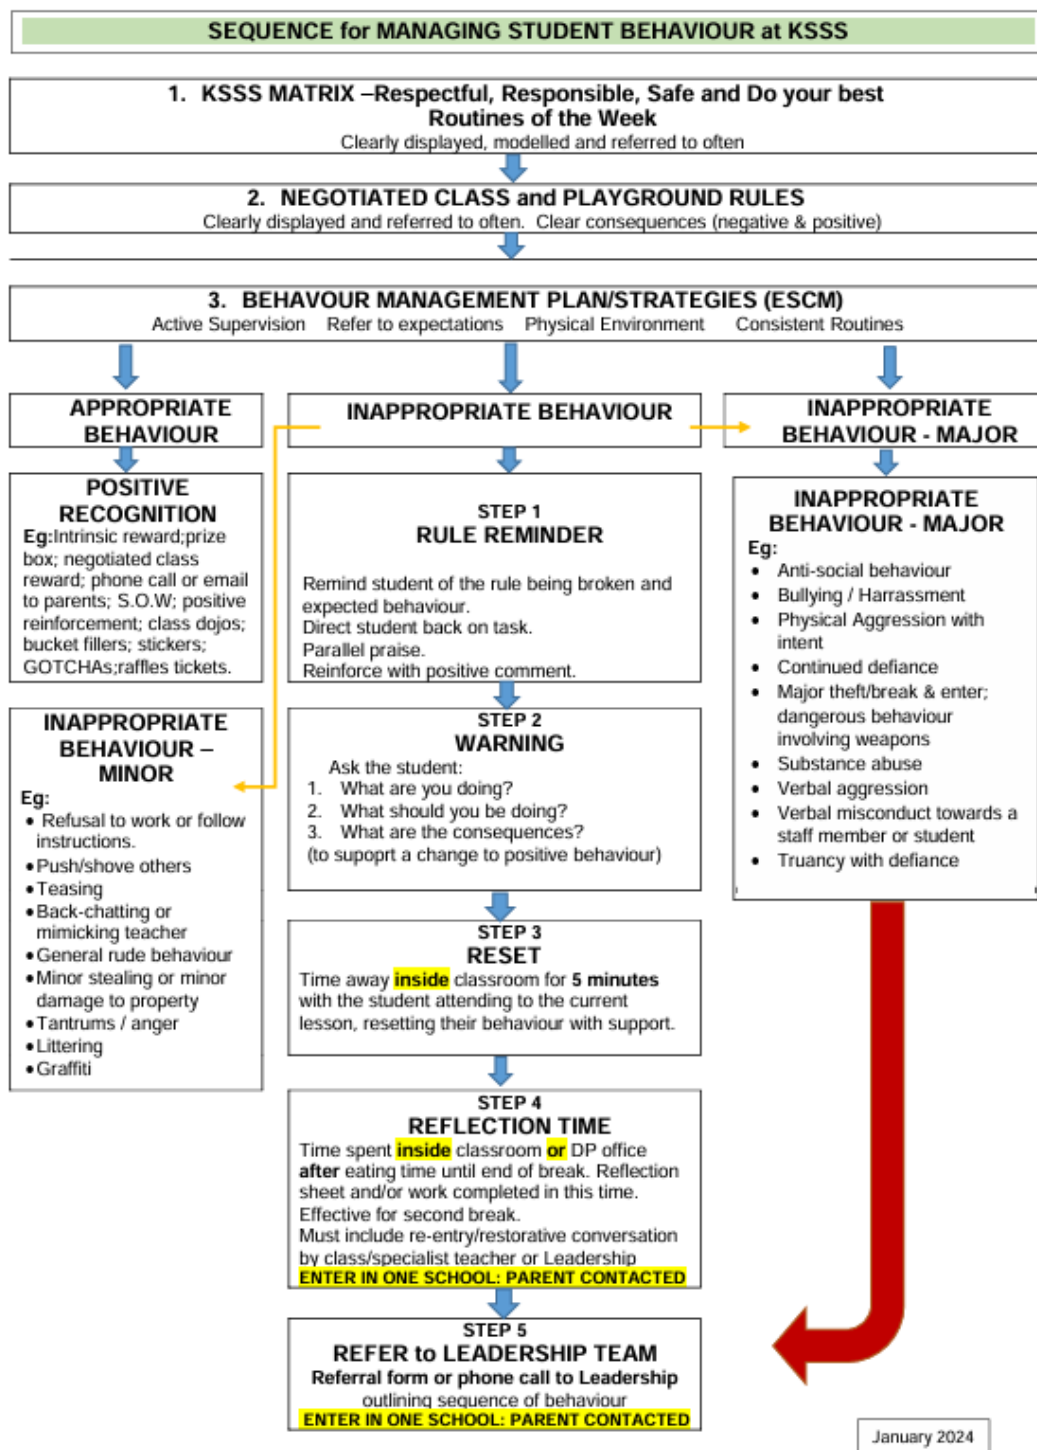 SEQUENCE for MANAGING STUDENT BEHAVIOUR at KSSS
1. KSSS MATRIX –Respectful, Responsible, Safe and Do your best
Routines of the Week
Clearly displayed, modelled and referred to often
2. NEGOTIATED CLASS and PLAYGROUND RULES
Clearly displayed and referred to often. Clear consequences (negative & positive)
3. BEHAVOUR MANAGEMENT PLAN/STRATEGIES (ESCM)
Active Supervision Refer to expectations Physical Environment Consistent Routines
APPROPRIATE
BEHAVIOUR
POSITIVE
RECOGNITION
Eg:Intrinsic reward;prize
box; negotiated class
reward; phone call or email
to parents; S.O.W; positive
reinforcement; class dojos;
bucket fillers; stickers;
GOTCHAs;raffles tickets.
INAPPROPRIATE
BEHAVIOUR –
MINOR
Eg:
• Refusal to work or follow
instructions.
• Push/shove others
• Teasing
• Back-chatting or
mimicking teacher
• General rude behaviour
• Minor stealing or minor
damage to property
• Tantrums / anger
• Littering
• Graffiti
INAPPROPRIATE BEHAVIOUR
STEP 1
RULE REMINDER
Remind student of the rule being broken and
expected behaviour.
Direct student back on task.
Parallel praise.
Reinforce with positive comment.
STEP 2
WARNING
Ask the student:
1. What are you doing?
2. What should you be doing?
3. What are the consequences?
(to supoprt a change to positive behaviour)
STEP 3
RESET
Time away inside classroom for 5 minutes
with the student attending to the current
lesson, resetting their behaviour with support.
STEP 4
REFLECTION TIME
Time spent inside classroom or DP office
after eating time until end of break. Reflection
sheet and/or work completed in this time.
Effective for second break.
Must include re-entry/restorative conversation
by class/specialist teacher or Leadership
ENTER IN ONE SCHOOL: PARENT CONTACTED
STEP 5
REFER to LEADERSHIP TEAM
Referral form or phone call to Leadership
outlining sequence of behaviour
ENTER IN ONE SCHOOL: PARENT CONTACTED
INAPPROPRIATE
BEHAVIOUR - MAJOR
INAPPROPRIATE
BEHAVIOUR - MAJOR
Eg:
• Anti-social behaviour
• Bullying / Harrassment
• Physical Aggression with
intent
• Continued defiance
• Major theft/break & enter;
dangerous behaviour
involving weapons
• Substance abuse
• Verbal aggression
• Verbal misconduct towards a
staff member or student
• Truancy with defiance
January 2024